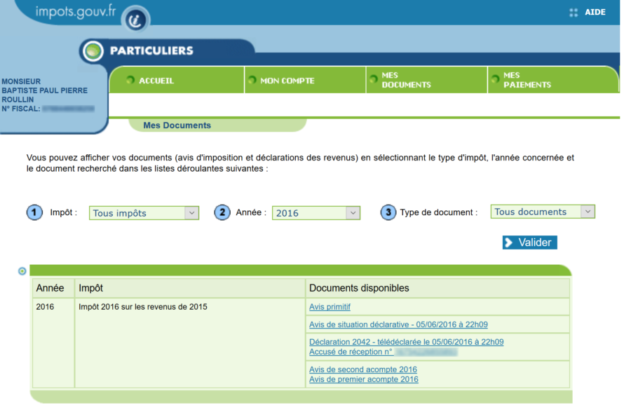 impots.gouv.fr
AIDE
PARTICULIERS
MONSIEUR
BAPTISTE PAUL PIERRE
ROULLIN
N° FISCAL:
ACCUEIL
MON COMPTE
MES
DOCUMENTS
MES
PAIEMENTS
Mes Documents
Vous pouvez afficher vos documents (avis d'imposition et déclarations des revenus) en sélectionnant le type d'impôt, l'année concernée et
le document recherché dans les listes déroulantes suivantes :
1 Impôt : Tous impôts 2 Année : 2016 3 Type de document : Tous documents
Valider
Année Impôt Documents disponibles
2016 Impôt 2016 sur les revenus de 2015 Avis primitif
Avis de situation déclarative - 05/06/2016 à 22h09
Déclaration 2042 - télédéclarée le 05/06/2016 à 22h09
Accusé de réception n°
Avis de second acompte 2016
Avis de premier acompte 2016